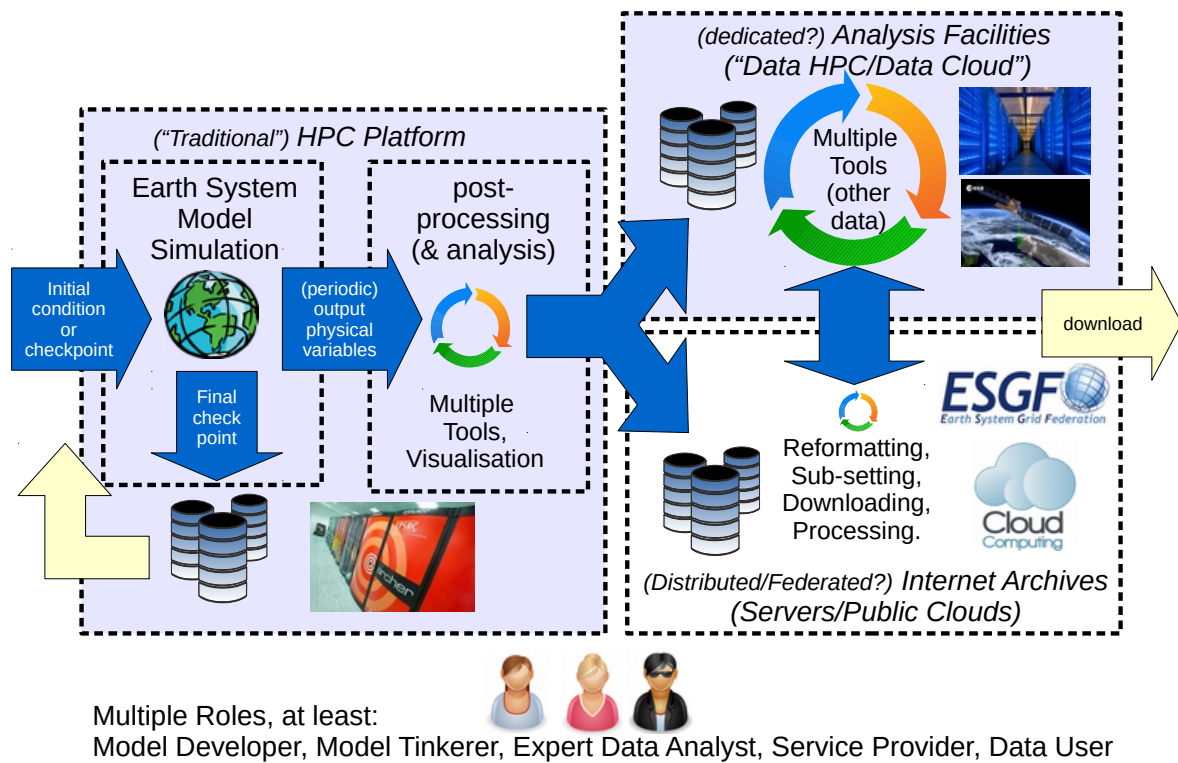 (dedicated?) Analysis Facilities
(“Data HPC/Data Cloud”)
Multiple
Tools
(other
data)
esa
(“Traditional”) HPC Platform
Earth System
Model
Simulation
post-
processing
(& analysis)
Initial
condition
or
checkpoint
(periodic)
output
physical
variables
Final
check
point
Multiple
Tools,
Visualisation
archer
download
ESGF
Earth System Grid Federation
Reformatting,
Sub-setting,
Downloading,
Processing.
Cloud
Computing
(Distributed/Federated?) Internet Archives
(Servers/Public Clouds)
Multiple Roles, at least:
Model Developer, Model Tinkerer, Expert Data Analyst, Service Provider, Data User